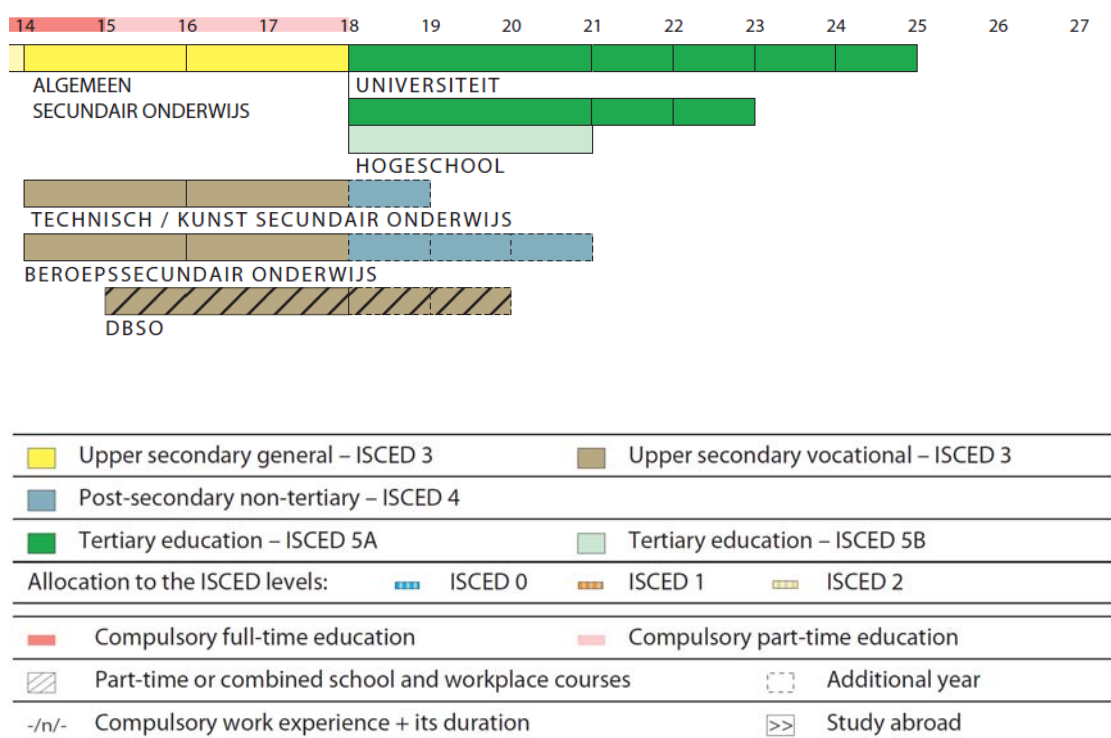 14 15 16 17 18 19 20 21 22 23 24 25 26 27
ALGEMEEN
SECUNDAIR ONDERWIJS
UNIVERSITEIT
HOGESCHOOL
TECHNISCH / KUNST SECUNDAIR ONDERWIJS
BEROEPSSECUNDAIR ONDERWIJS
DBSO
Upper secondary general – ISCED 3
Upper secondary vocational – ISCED 3
Post-secondary non-tertiary – ISCED 4
Tertiary education – ISCED 5A
Tertiary education – ISCED 5B
Allocation to the ISCED levels: ISCED 0 ISCED 1 ISCED 2
Compulsory full-time education
Compulsory part-time education
Part-time or combined school and workplace courses
Additional year
-/n/- Compulsory work experience + its duration
>> Study abroad